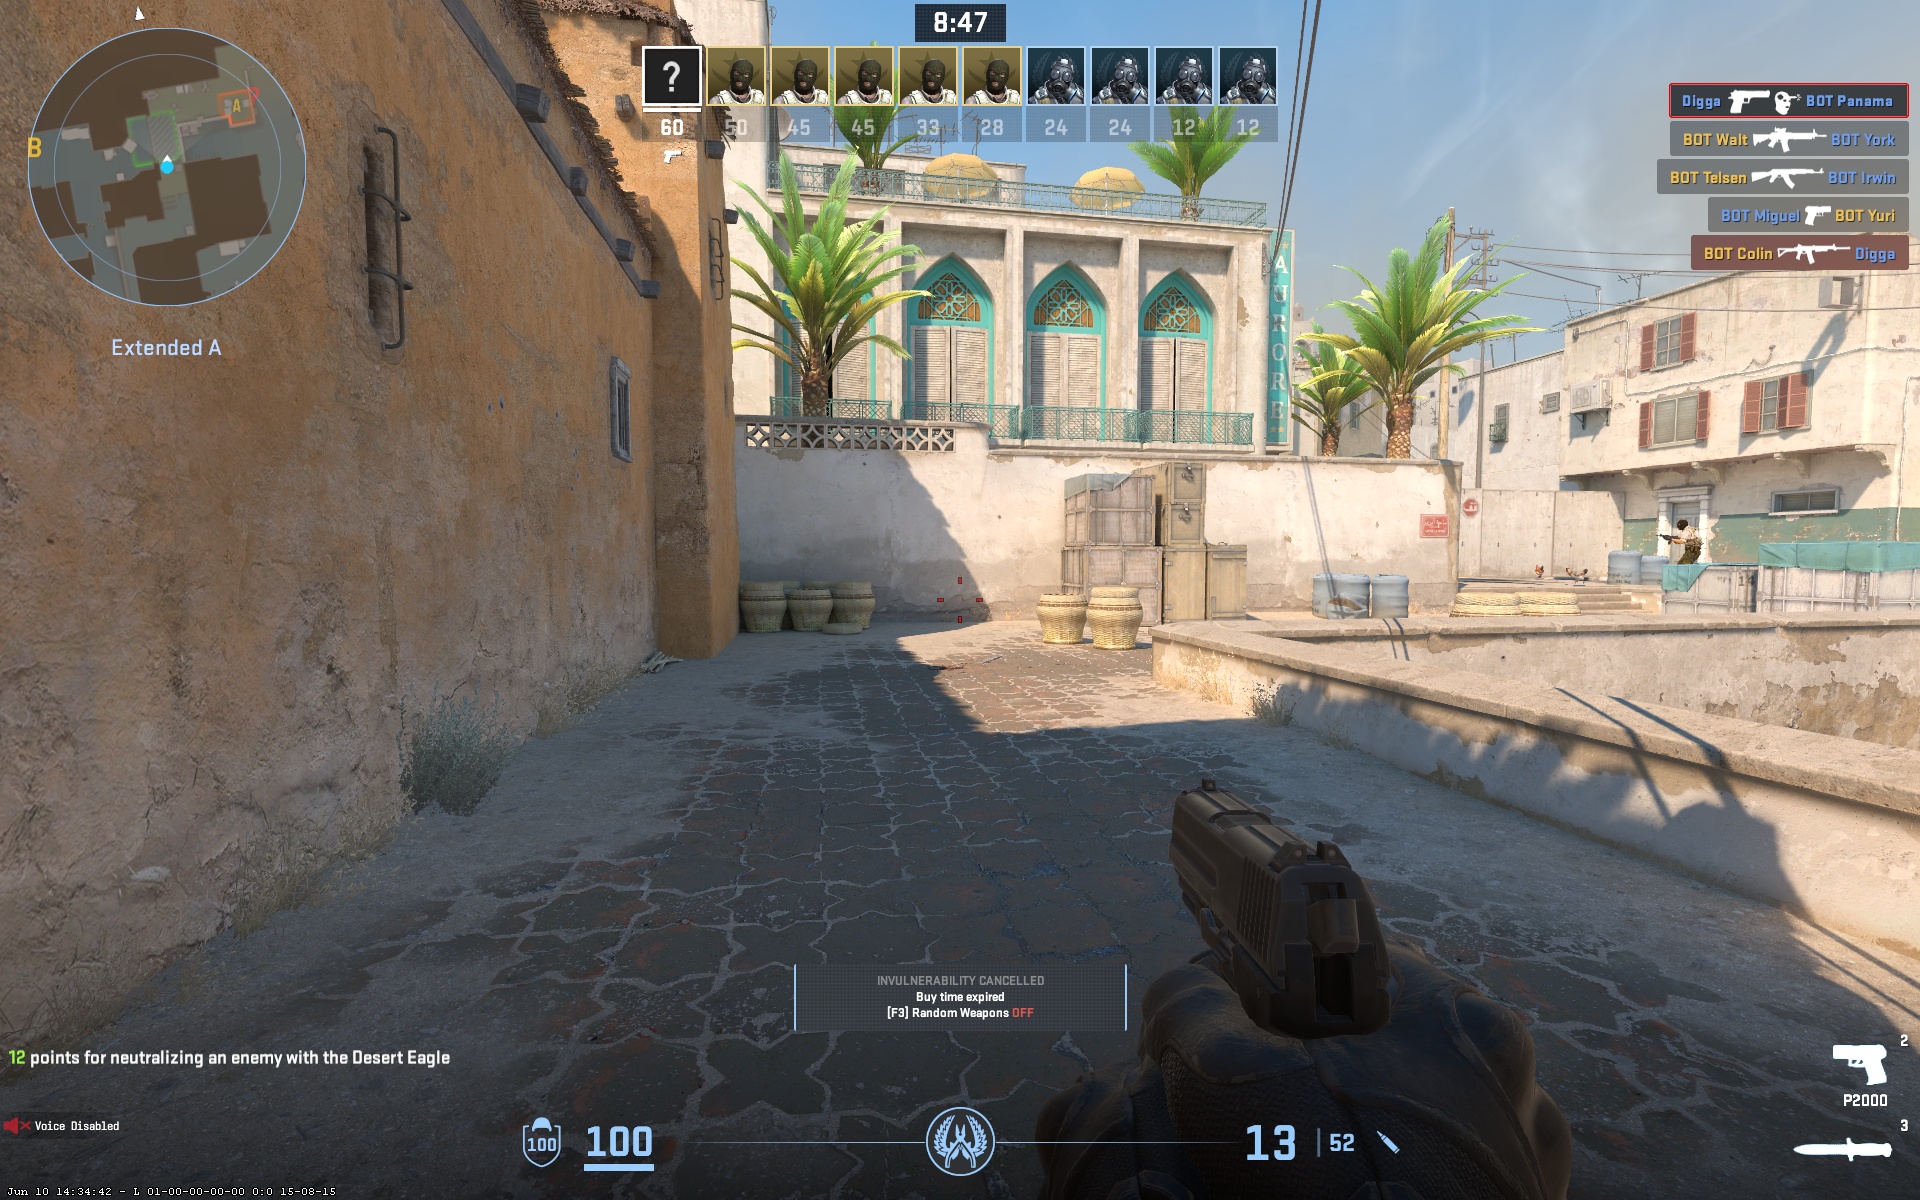 8:47
A
B
?
60
50
45
45
33
28
24
24
12
12
Digga BOT Panama
BOT Walt BOT York
BOT Telsen BOT Irwin
BOT Miguel BOT Yuri
BOT Colin Digga
Extended A
AURORE
INVULNERABILITY CANCELLED
Buy time expired
[F3] Random Weapons OFF
12 points for neutralizing an enemy with the Desert Eagle
Voice Disabled
2
P2000
3
100
100
13 | 52
Jun 10 14:34:42 - L 01-00-00-00-00 0:0 15-08-15